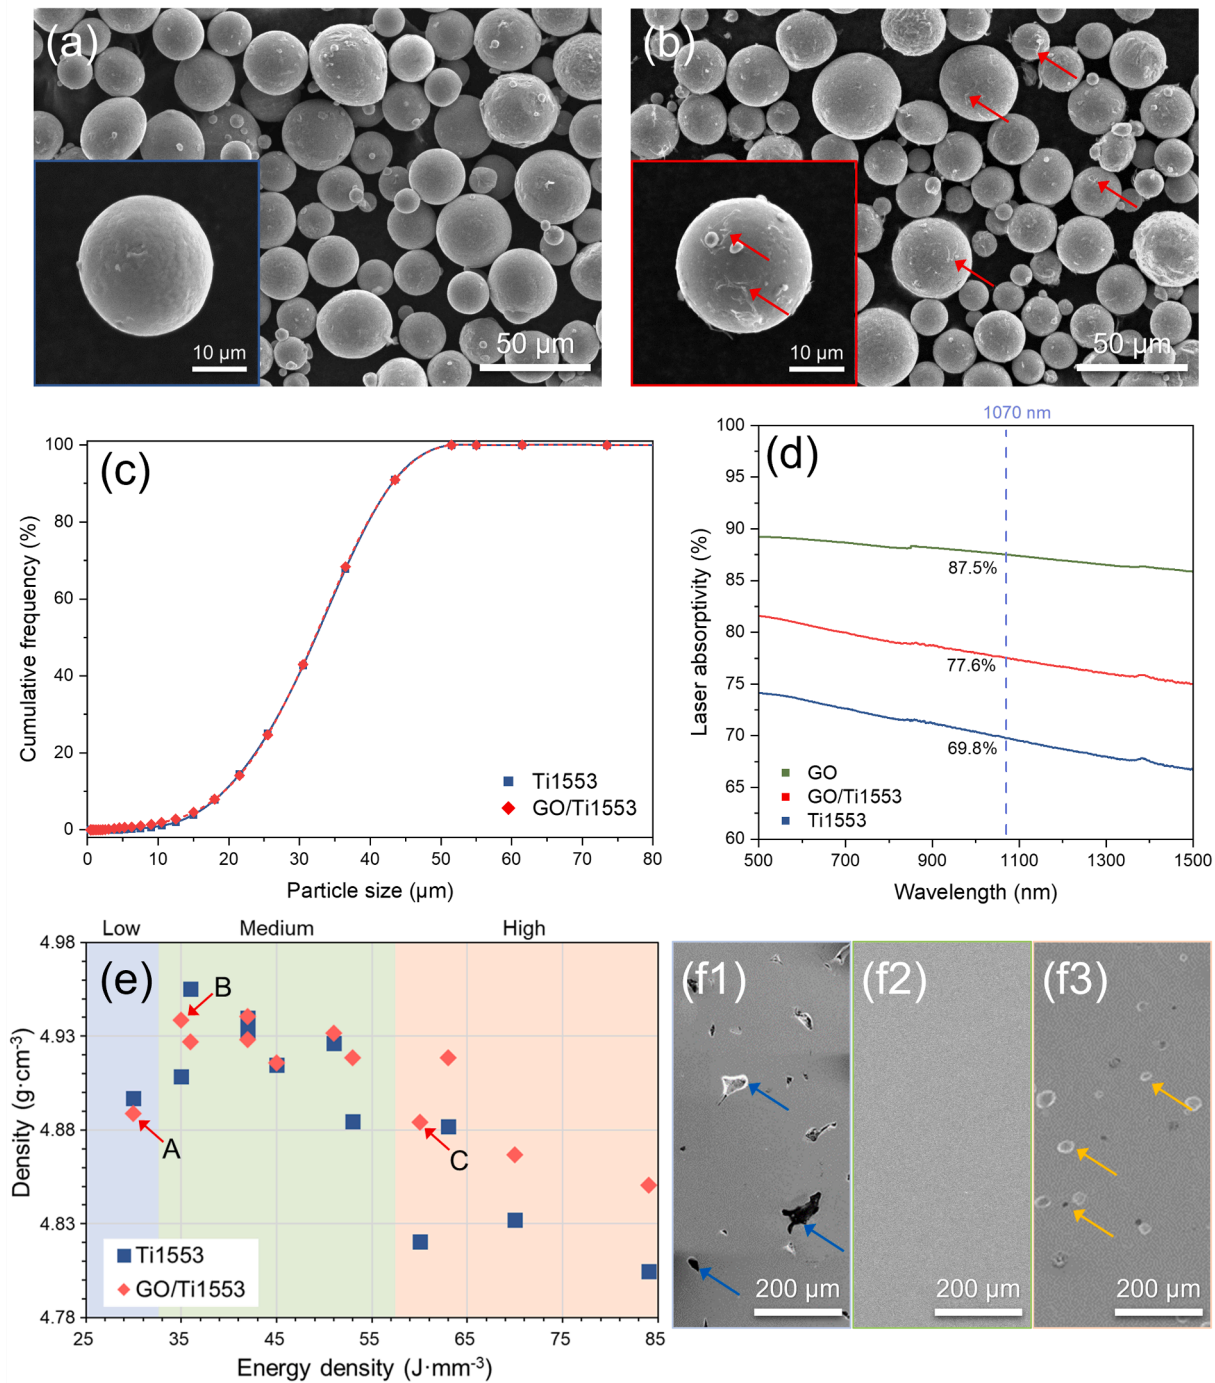 (a)
10 µm
50 µm
(b)
10 µm
50 µm
(c)
Cumulative frequency (%)
100
80
60
40
20
0
Ti1553
GO/Ti1553
0 10 20 30 40 50 60 70 80
Particle size (µm)
1070 nm
(d)
Laser absorptivity (%)
100
95
90
85
80
75
70
65
60
87.5%
77.6%
69.8%
GO
GO/Ti1553
Ti1553
500 700 900 1100 1300 1500
Wavelength (nm)
Low Medium High
(e)
Density (g·cm⁻³)
4.98
4.93
4.88
4.83
4.78
B
A
C
Ti1553
GO/Ti1553
25 35 45 55 65 75 85
Energy density (J·mm⁻³)
(f1)
200 µm
(f2)
200 µm
(f3)
200 µm